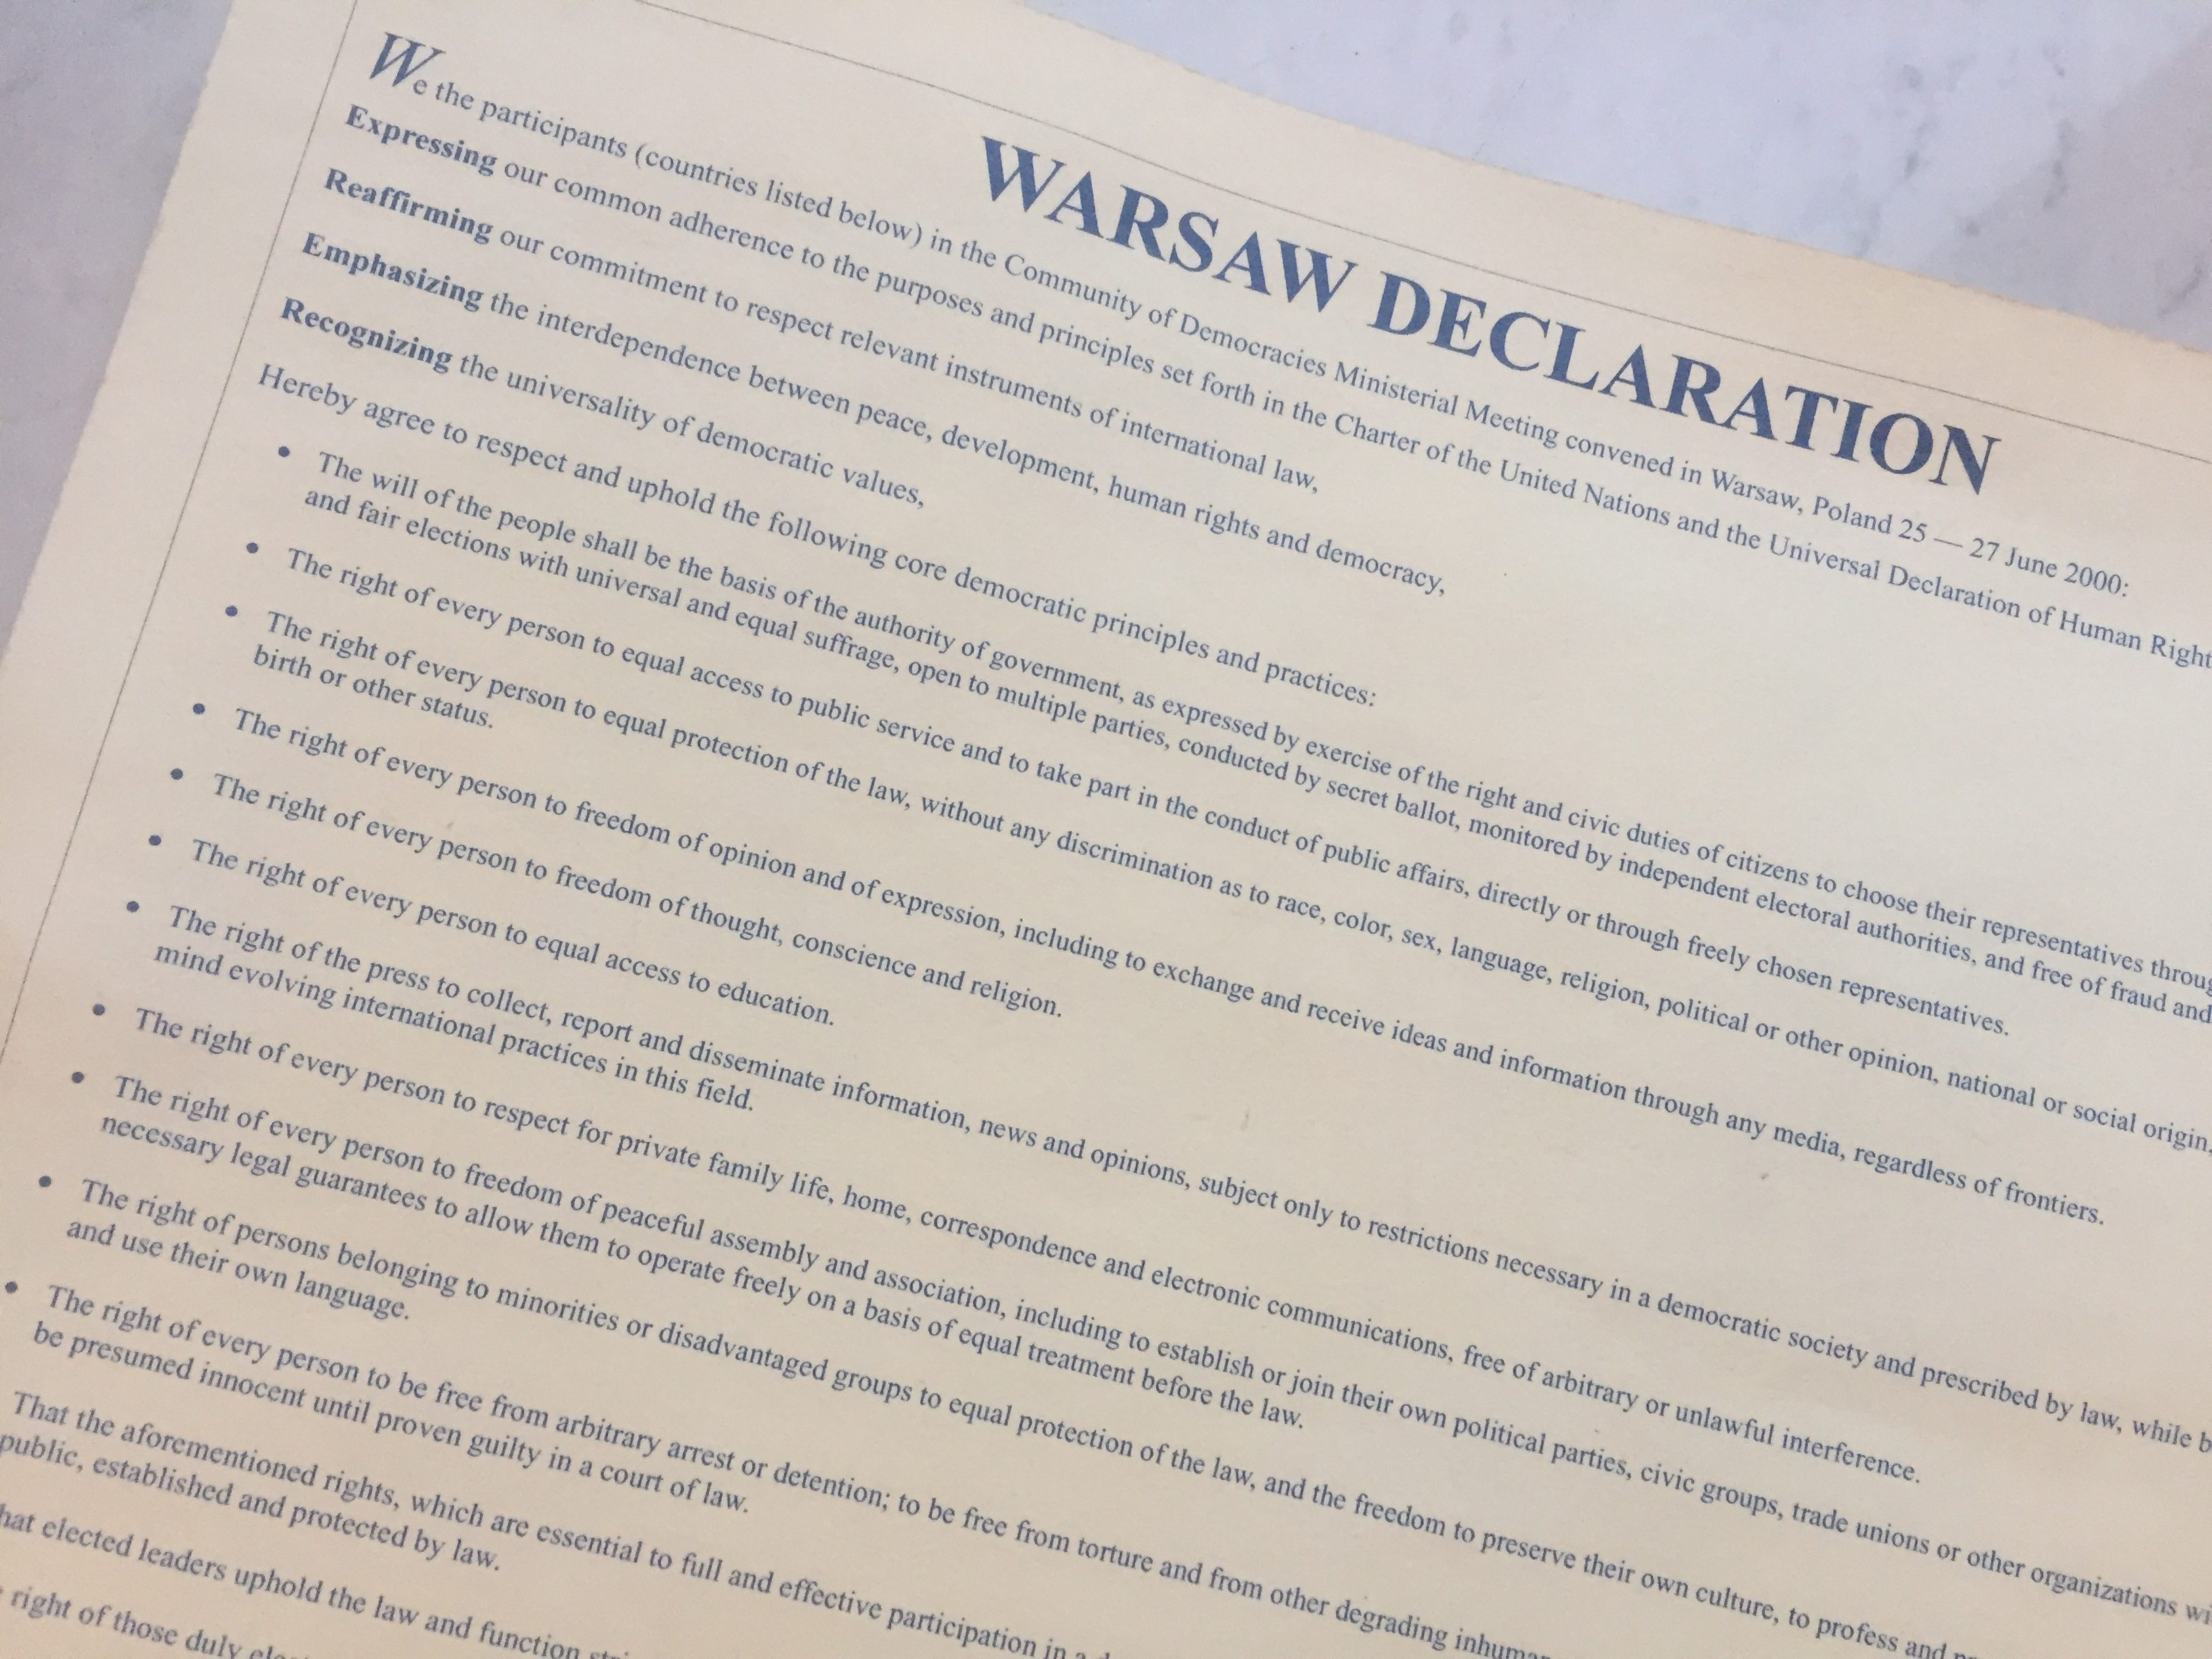 WARSAW DECLARATION
We the participants (countries listed below) in the Community of Democracies Ministerial Meeting convened in Warsaw, Poland 25 — 27 June 2000:
Expressing our common adherence to the purposes and principles set forth in the Charter of the United Nations and the Universal Declaration of Human Right
Reaffirming our commitment to respect relevant instruments of international law,
Emphasizing the interdependence between peace, development, human rights and democracy,
Recognizing the universality of democratic values,
Hereby agree to respect and uphold the following core democratic principles and practices:
• The will of the people shall be the basis of the authority of government, as expressed by exercise of the right and civic duties of citizens to choose their representatives throug
and fair elections with universal and equal suffrage, open to multiple parties, conducted by secret ballot, monitored by independent electoral authorities, and free of fraud and
• The right of every person to equal access to public service and to take part in the conduct of public affairs, directly or through freely chosen representatives.
• The right of every person to equal protection of the law, without any discrimination as to race, color, sex, language, religion, political or other opinion, national or social origin,
birth or other status.
• The right of every person to freedom of opinion and of expression, including to exchange and receive ideas and information through any media, regardless of frontiers.
• The right of every person to freedom of thought, conscience and religion.
• The right of every person to equal access to education.
• The right of the press to collect, report and disseminate information, news and opinions, subject only to restrictions necessary in a democratic society and prescribed by law, while b
mind evolving international practices in this field.
• The right of every person to respect for private family life, home, correspondence and electronic communications, free of arbitrary or unlawful interference.
• The right of every person to freedom of peaceful assembly and association, including to establish or join their own political parties, civic groups, trade unions or other organizations wi
necessary legal guarantees to allow them to operate freely on a basis of equal treatment before the law.
• The right of persons belonging to minorities or disadvantaged groups to equal protection of the law, and the freedom to preserve their own culture, to profess and
and use their own language.
• The right of every person to be free from arbitrary arrest or detention; to be free from torture and from other degrading inhuma
be presumed innocent until proven guilty in a court of law.
That the aforementioned rights, which are essential to full and effective participation in a
public, established and protected by law.
hat elected leaders uphold the law and function
right of those duly elec